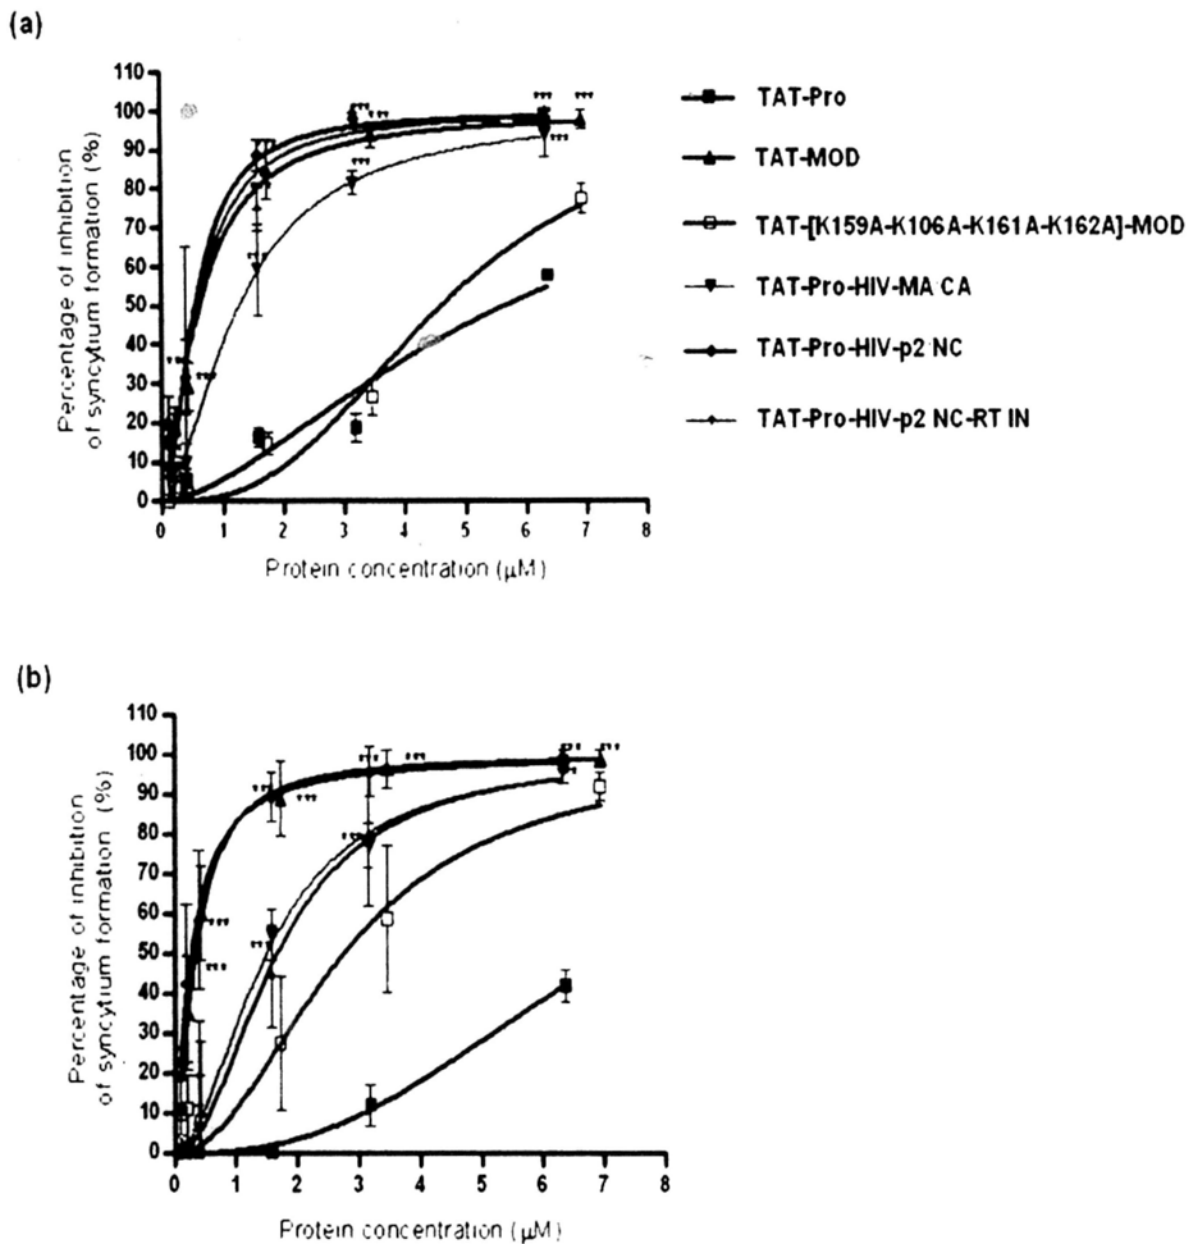 (a)
Percentage of inhibition
of syncytium formation (%)
110
100
90
80
70
60
50
40
30
20
10
0
0 1 2 3 4 5 6 7 8
Protein concentration (μM)
TAT-Pro
TAT-MOD
TAT-[K159A-K106A-K161A-K162A]-MOD
TAT-Pro-HIV-MA CA
TAT-Pro-HIV-p2 NC
TAT-Pro-HIV-p2 NC-RT IN
(b)
Percentage of inhibition
of syncytium formation (%)
110
100
90
80
70
60
50
40
30
20
10
0
0 1 2 3 4 5 6 7 8
Protein concentration (μM)